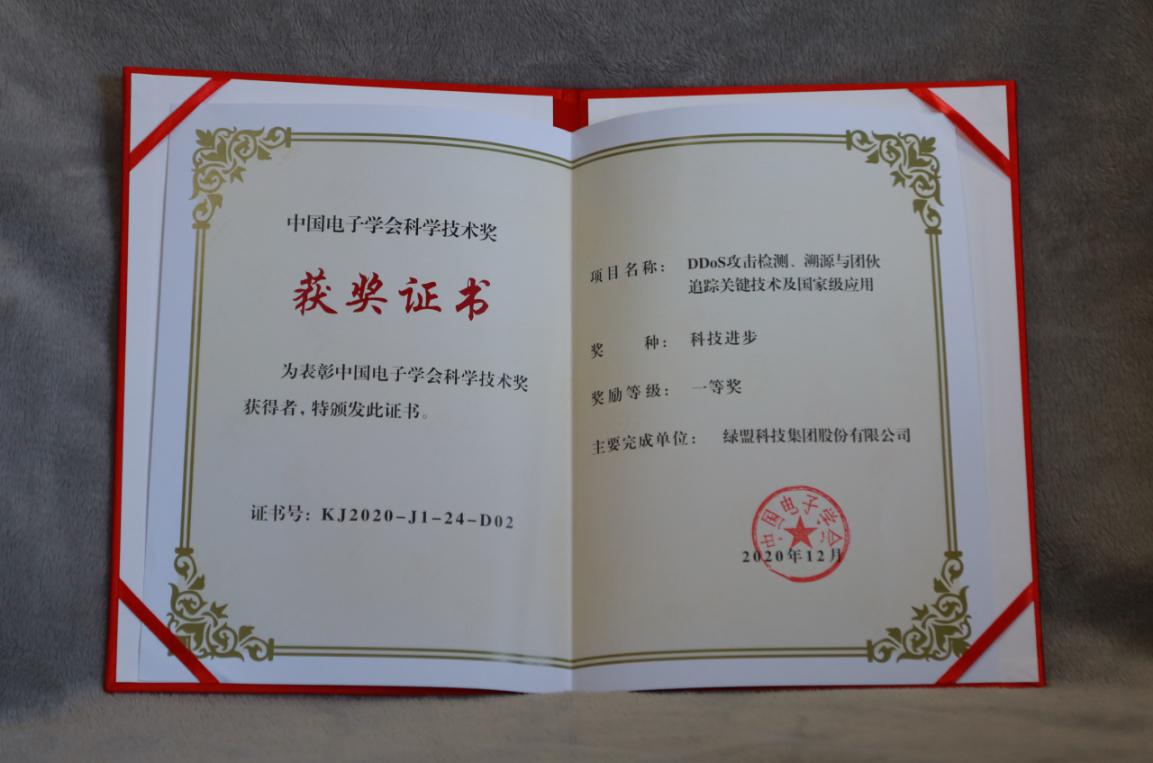 中国电子学会科学技术奖
获奖证书
为表彰中国电子学会科学技术奖
获得者，特颁发此证书。
证书号：KJ2020-J1-24-D02
项目名称：DDoS攻击检测、溯源与团伙
追踪关键技术及国家级应用
奖种：科技进步
奖励等级：一等奖
主要完成单位：绿盟科技集团股份有限公司
中国电子学会
2020年12月